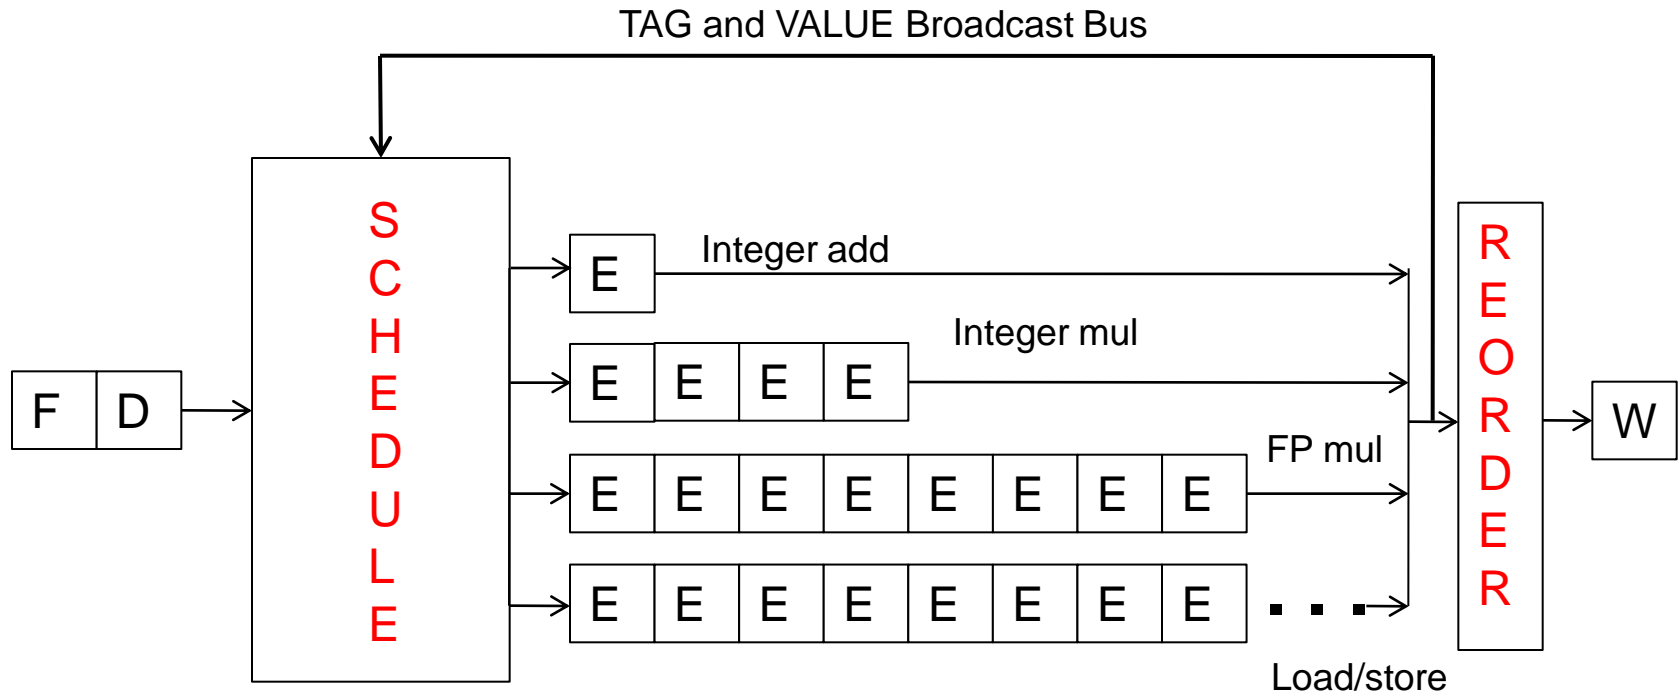 TAG and VALUE Broadcast Bus
F D
S
C
H
E
D
U
L
E
E
Integer add
E E E E
Integer mul
E E E E E E E E
FP mul
E E E E E E E E . . .
Load/store
R
E
O
R
D
E
R
W